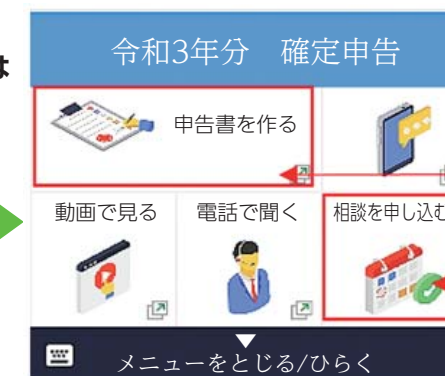 は
令和3年分　確定申告
申告書を作る
動画で見る
電話で聞く
相談を申し込む
メニューをとじる/ひらく